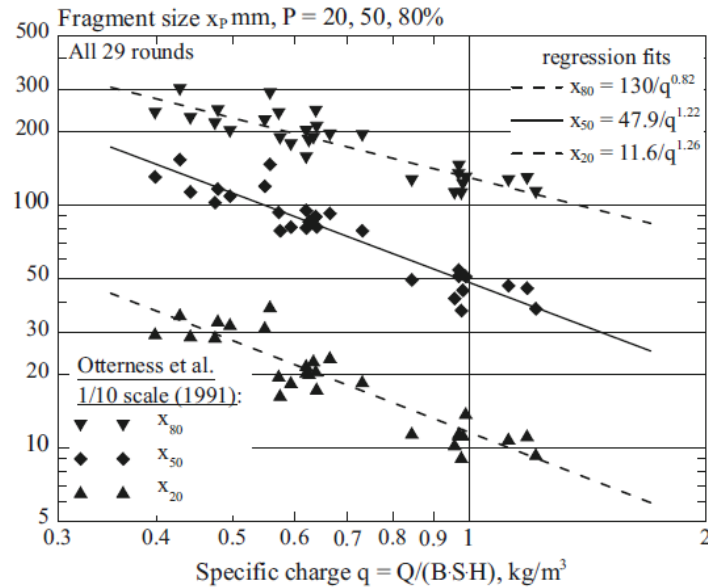 Fragment size xₚ mm, P = 20, 50, 80%
500
300
200
100
50
30
20
10
5
All 29 rounds
regression fits
x₈₀ = 130/q^0.82
x₅₀ = 47.9/q^1.22
x₂₀ = 11.6/q^1.26
Otterness et al.
1/10 scale (1991):
x₈₀
x₅₀
x₂₀
0.3 0.4 0.5 0.6 0.7 0.8 0.9 1 2
Specific charge q = Q/(B·S·H), kg/m³